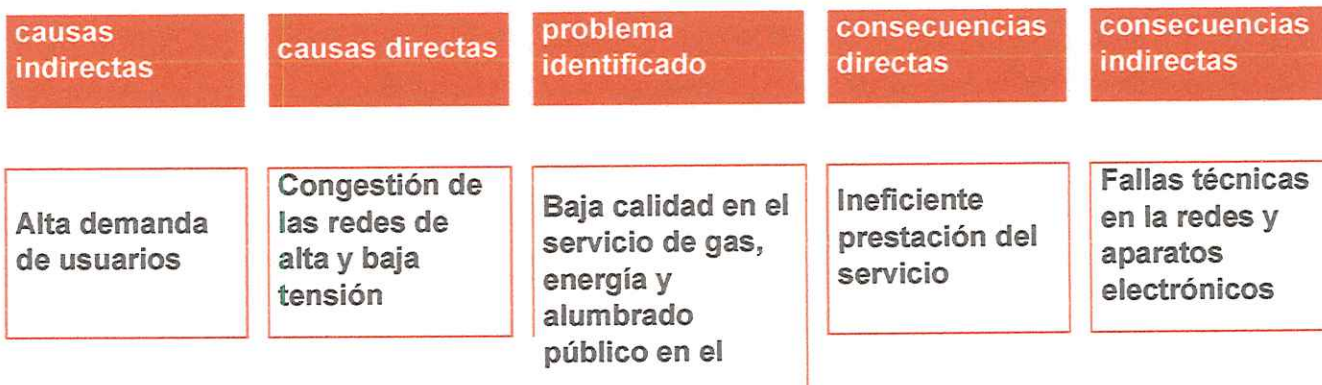 causas
indirectas
causas directas
problema
identificado
consecuencias
directas
consecuencias
indirectas
Alta demanda
de usuarios
Congestión de
las redes de
alta y baja
tensión
Baja calidad en el
servicio de gas,
energía y
alumbrado
público en el
Ineficiente
prestación del
servicio
Fallas técnicas
en la redes y
aparatos
electrónicos